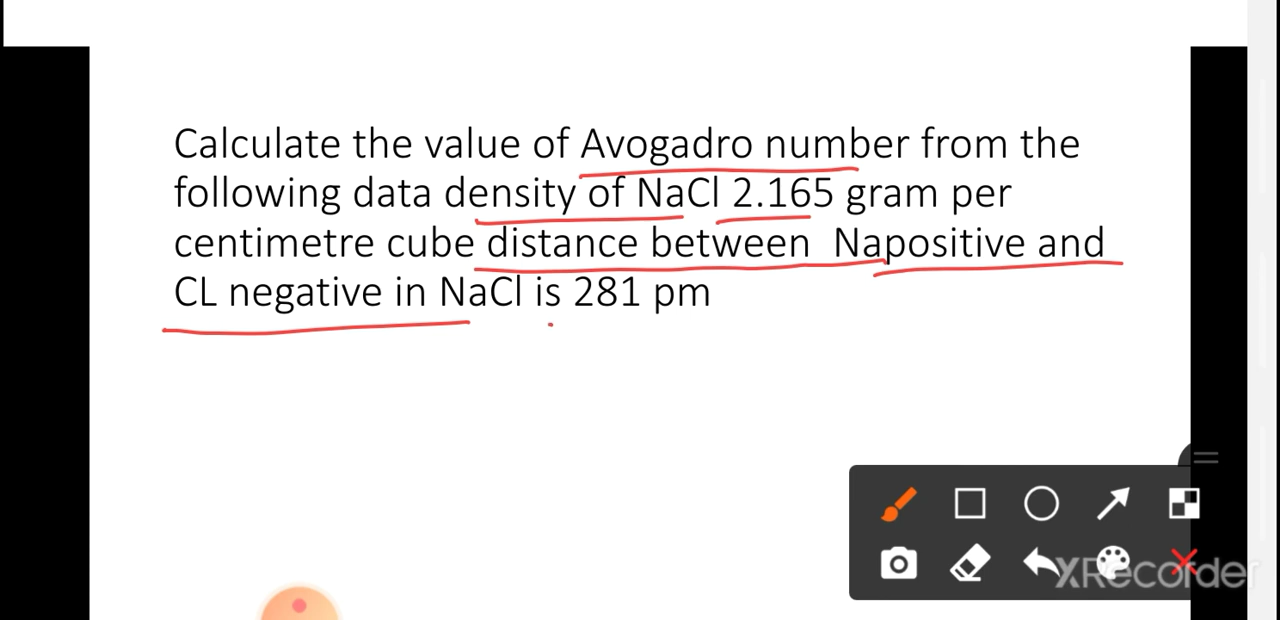 Calculate the value of Avogadro number from the
following data density of NaCl 2.165 gram per
centimetre cube distance between  Napositive and
CL negative in NaCl is 281 pm
XRecorder